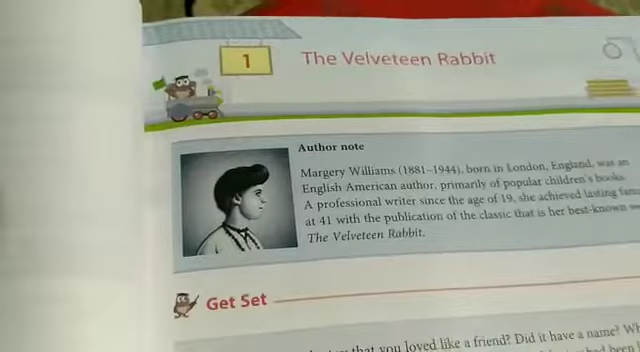 1
The Velveteen Rabbit
Author note
Margery Williams (1881–1944), born in London, England, was an
English American author, primarily of popular children's books.
A professional writer since the age of 19, she achieved lasting
at 41 with the publication of the classic that is her best-known
The Velveteen Rabbit.
Get Set
that you loved like a friend? Did it have a name?
had been